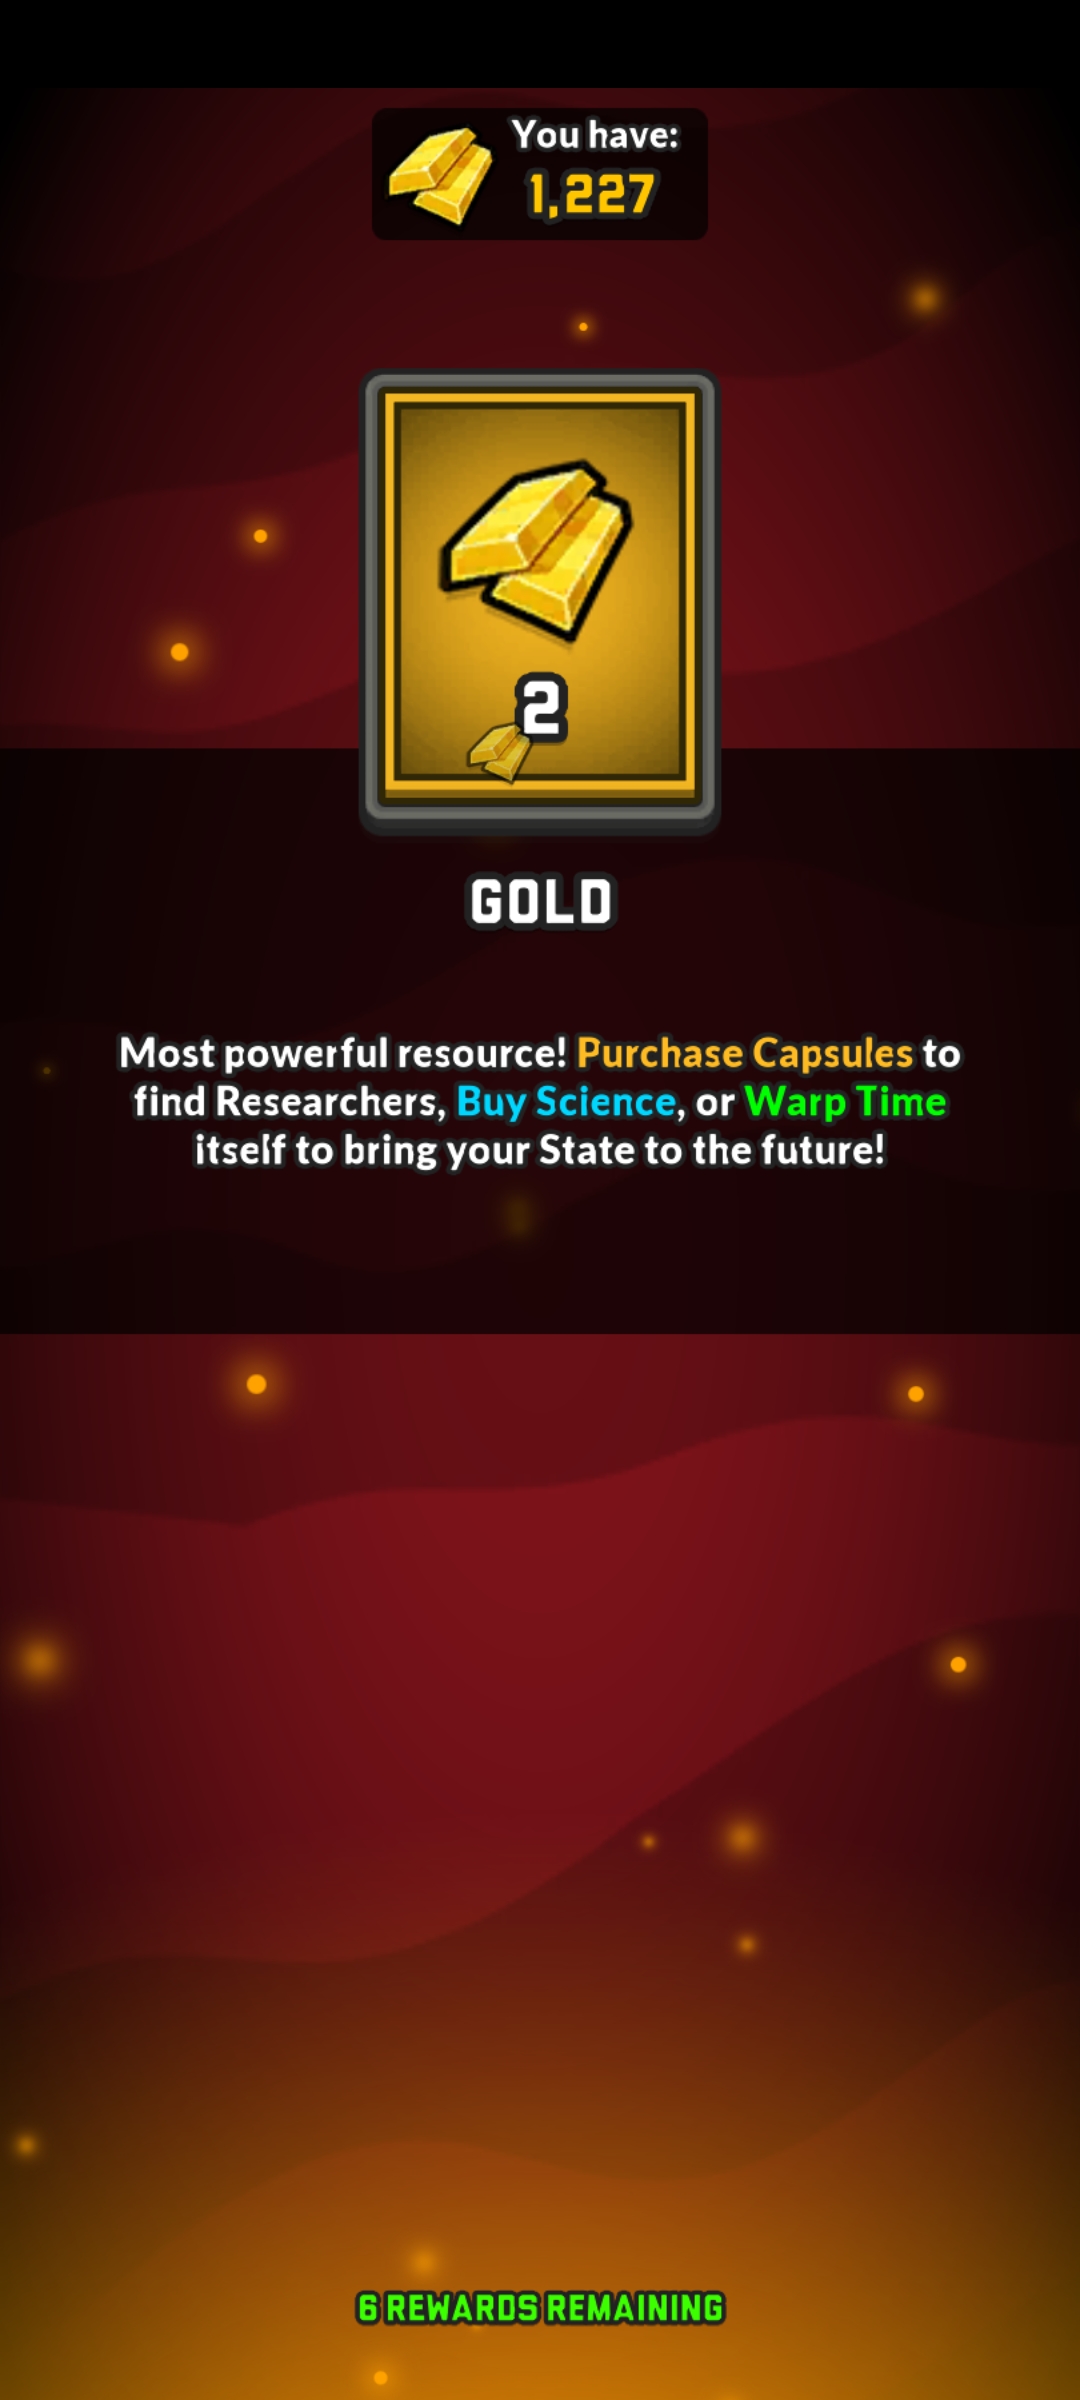 You have:
1,227
2
GOLD
Most powerful resource! Purchase Capsules to
find Researchers, Buy Science, or Warp Time
itself to bring your State to the future!
6 REWARDS REMAINING